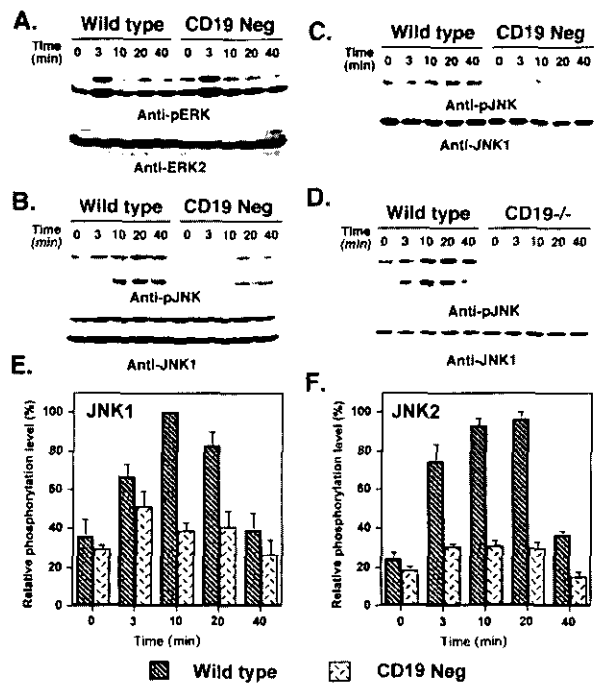 A.
Wild type CD19 Neg
Time (min) 0 3 10 20 40 0 3 10 20 40
Anti-pERK
Anti-ERK2
B.
Wild type CD19 Neg
Time (min) 0 3 10 20 40 0 3 10 20 40
Anti-pJNK
Anti-JNK1
C.
Wild type CD19 Neg
Time (min) 0 3 10 20 40 0 3 10 20 40
Anti-pJNK
Anti-JNK1
D.
Wild type CD19-/-
Time (min) 0 3 10 20 40 0 3 10 20 40
Anti-pJNK
Anti-JNK1
E.
JNK1
Relative phosphorylation level (%)
100
80
60
40
20
0
0 3 10 20 40
Time (min)
F.
JNK2
Relative phosphorylation level (%)
100
80
60
40
20
0
0 3 10 20 40
Time (min)
Wild type CD19 Neg